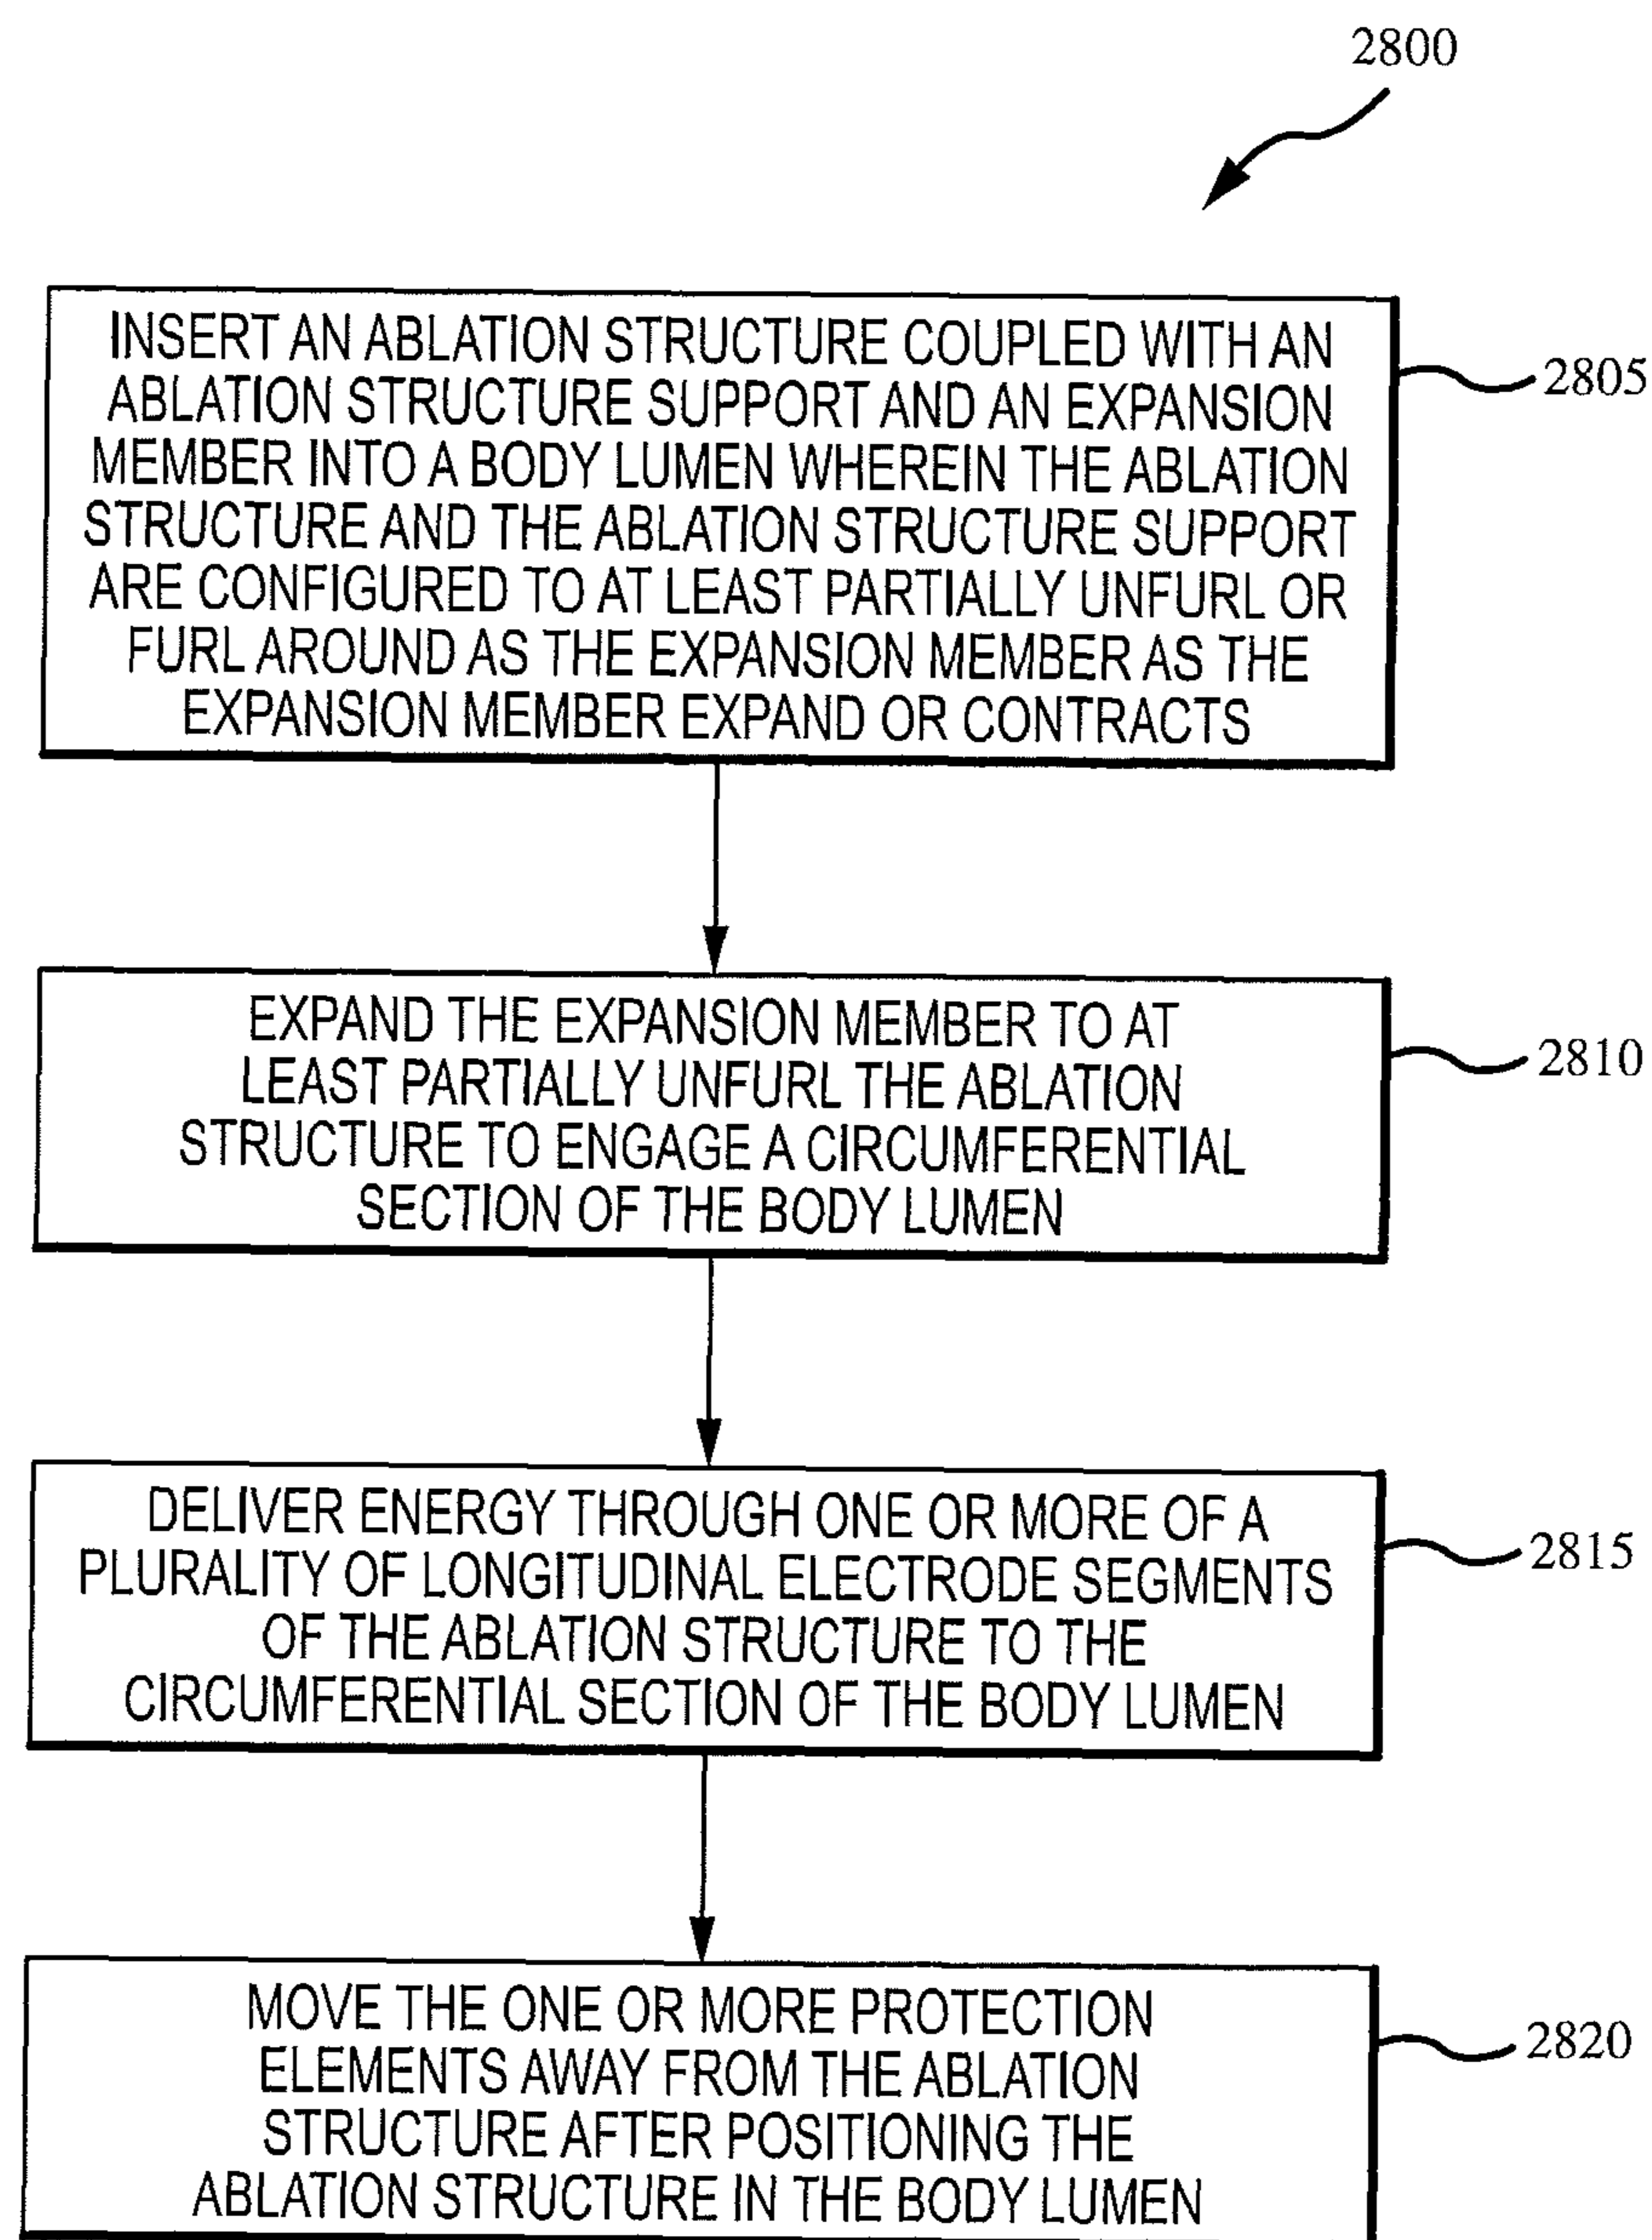 2800
INSERT AN ABLATION STRUCTURE COUPLED WITH AN
ABLATION STRUCTURE SUPPORT AND AN EXPANSION
MEMBER INTO A BODY LUMEN WHEREIN THE ABLATION
STRUCTURE AND THE ABLATION STRUCTURE SUPPORT
ARE CONFIGURED TO AT LEAST PARTIALLY UNFURL OR
FURL AROUND AS THE EXPANSION MEMBER AS THE
EXPANSION MEMBER EXPAND OR CONTRACTS
2805
EXPAND THE EXPANSION MEMBER TO AT
LEAST PARTIALLY UNFURL THE ABLATION
STRUCTURE TO ENGAGE A CIRCUMFERENTIAL
SECTION OF THE BODY LUMEN
2810
DELIVER ENERGY THROUGH ONE OR MORE OF A
PLURALITY OF LONGITUDINAL ELECTRODE SEGMENTS
OF THE ABLATION STRUCTURE TO THE
CIRCUMFERENTIAL SECTION OF THE BODY LUMEN
2815
MOVE THE ONE OR MORE PROTECTION
ELEMENTS AWAY FROM THE ABLATION
STRUCTURE AFTER POSITIONING THE
ABLATION STRUCTURE IN THE BODY LUMEN
2820